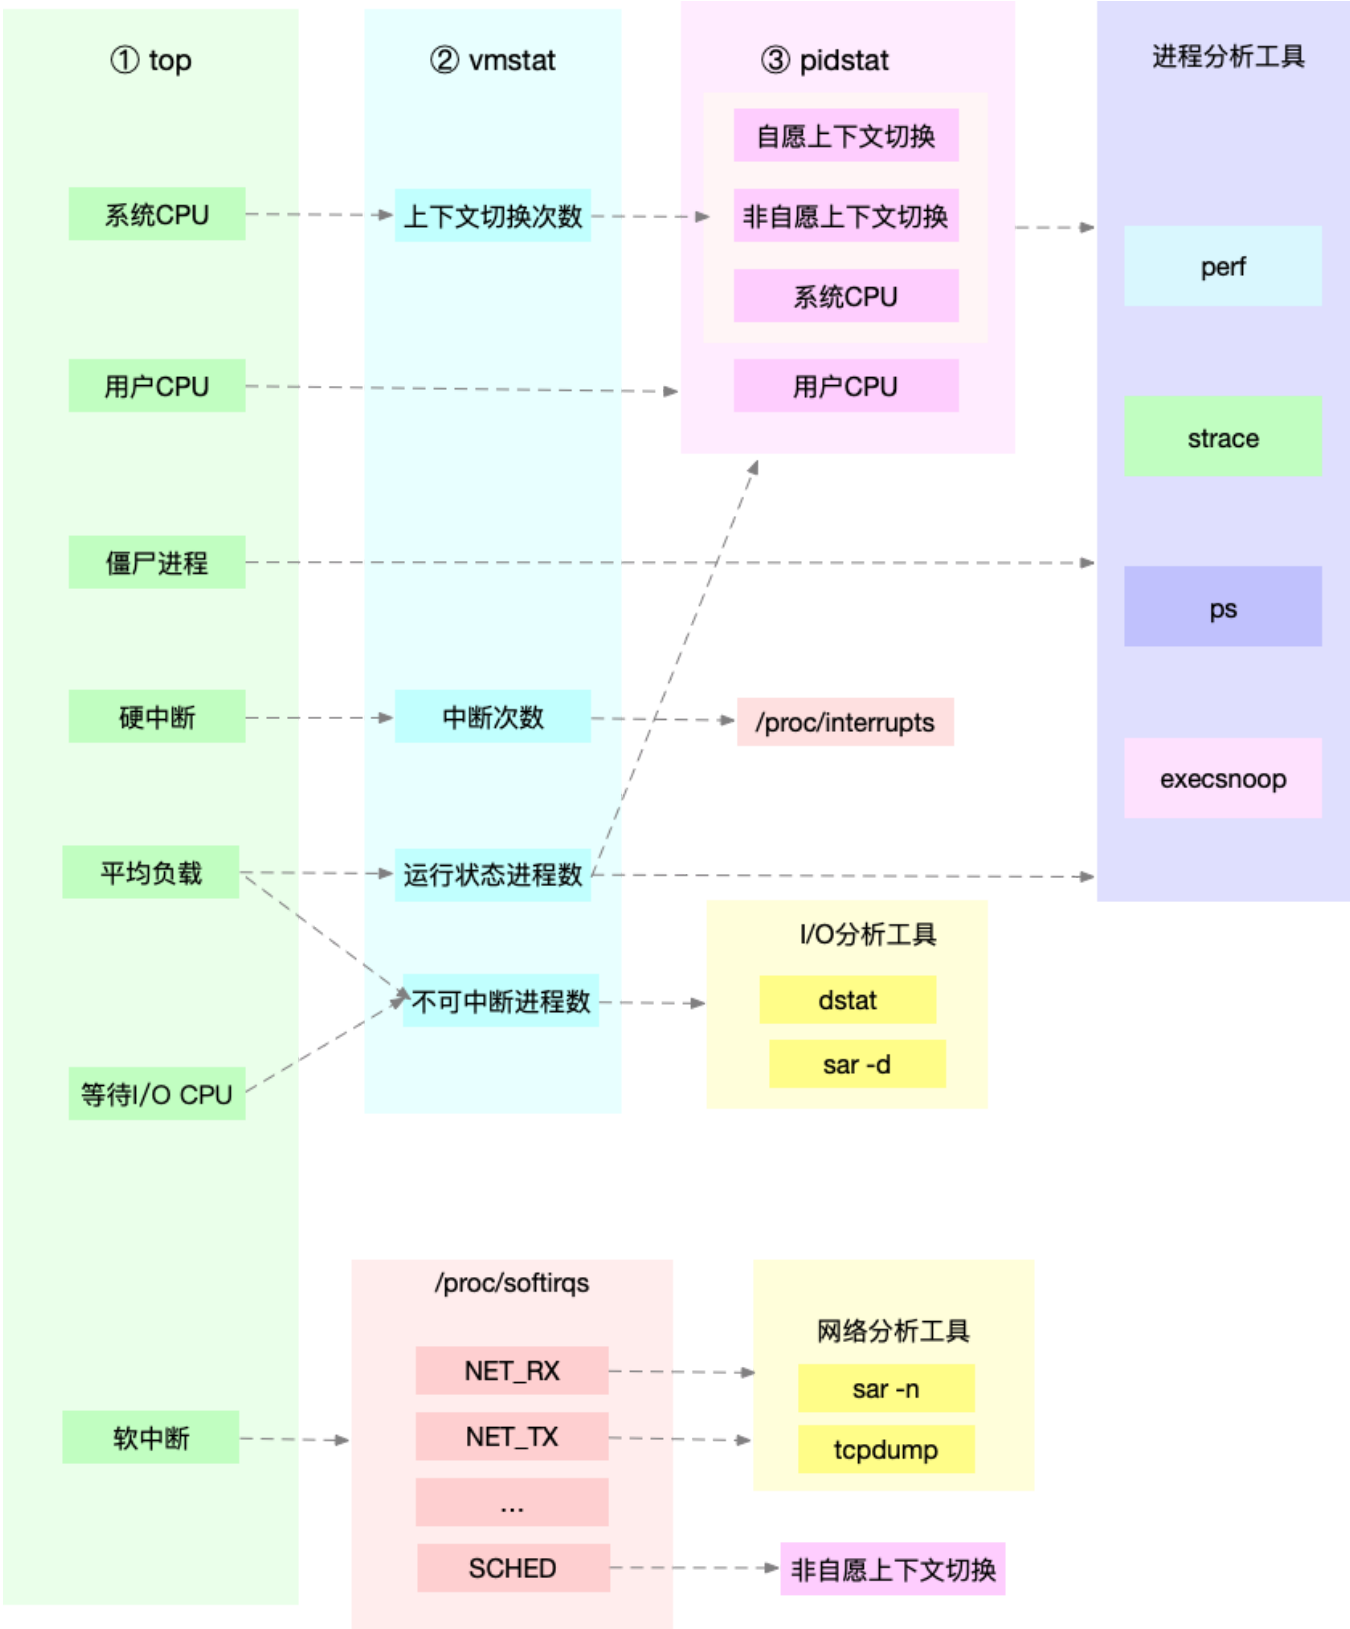 ① top
系统CPU
用户CPU
僵尸进程
硬中断
平均负载
等待I/O CPU
软中断
② vmstat
上下文切换次数
中断次数
运行状态进程数
不可中断进程数
/proc/softirqs
NET_RX
NET_TX
...
SCHED
③ pidstat
自愿上下文切换
非自愿上下文切换
系统CPU
用户CPU
/proc/interrupts
I/O分析工具
dstat
sar -d
网络分析工具
sar -n
tcpdump
非自愿上下文切换
进程分析工具
perf
strace
ps
execsnoop